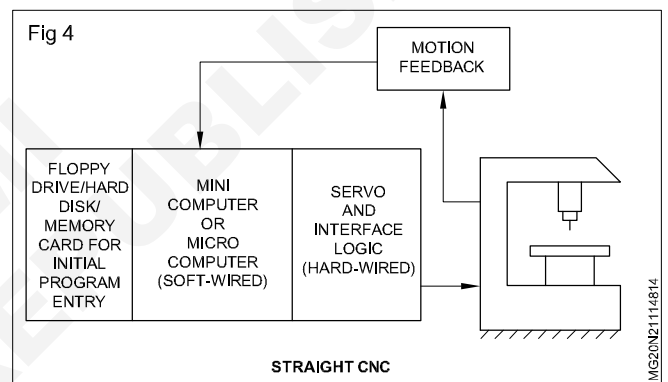 Fig 4
MOTION
FEEDBACK
FLOPPY
DRIVE/HARD
DISK/
MEMORY
CARD FOR
INITIAL
PROGRAM
ENTRY
MINI
COMPUTER
OR
MICRO
COMPUTER
(SOFT-WIRED)
SERVO
AND
INTERFACE
LOGIC
(HARD-WIRED)
STRAIGHT CNC
MG20N21114814